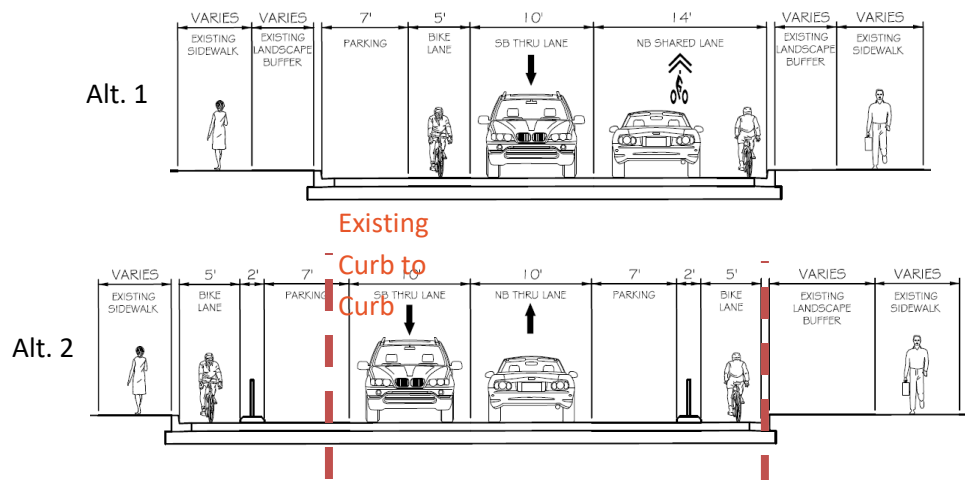 VARIES VARIES 7' 5' 10' 14' VARIES VARIES
EXISTING SIDEWALK
EXISTING LANDSCAPE BUFFER
PARKING
BIKE LANE
SB THRU LANE
NB SHARED LANE
EXISTING LANDSCAPE BUFFER
EXISTING SIDEWALK
Alt. 1
Existing
Curb to
Curb
VARIES 5' 2' 7' 10' 10' 7' 2' 5' VARIES VARIES
EXISTING SIDEWALK
BIKE LANE
PARKING
SB THRU LANE
NB THRU LANE
PARKING
BIKE LANE
EXISTING LANDSCAPE BUFFER
EXISTING SIDEWALK
Alt. 2